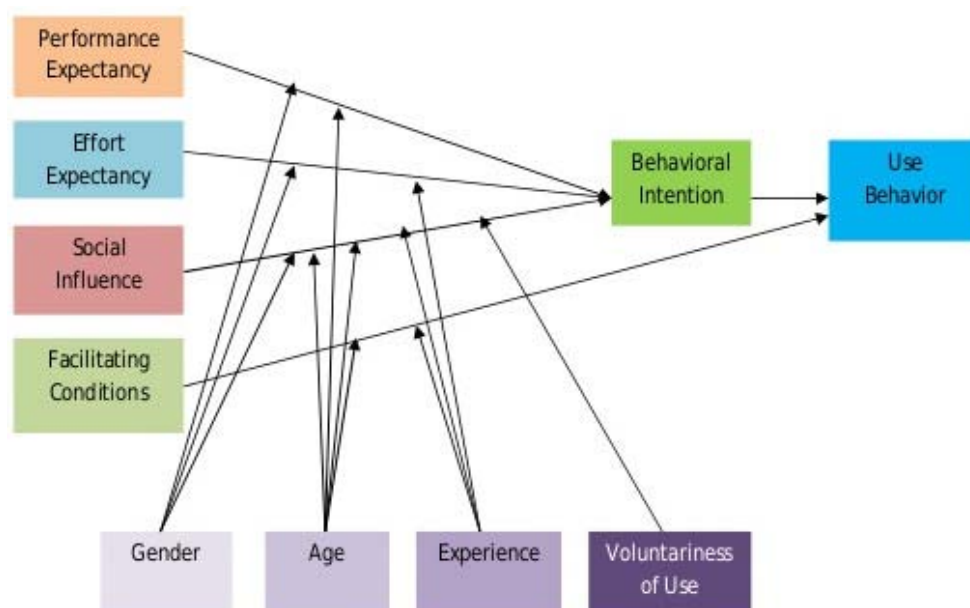 Performance
Expectancy
Effort
Expectancy
Social
Influence
Facilitating
Conditions
Behavioral
Intention
Use
Behavior
Gender
Age
Experience
Voluntariness
of Use